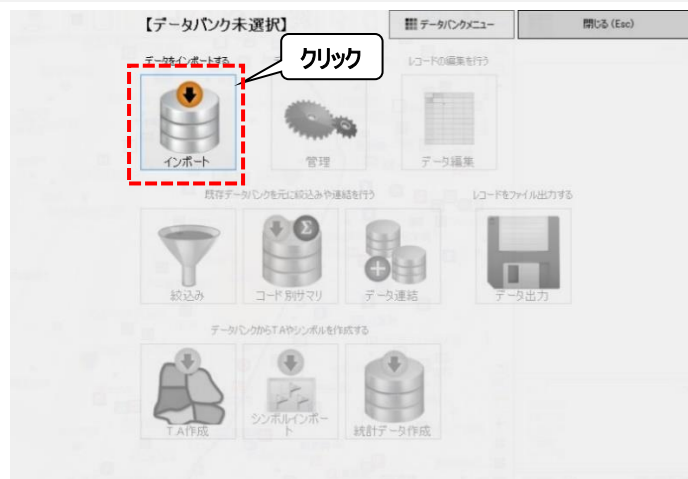 【データバンク未選択】
データバンクメニュー
閉じる (Esc)
データをインポートする
クリック
レコードの編集を行う
インポート
管理
データ編集
既存データバンクを元に絞込みや連結を行う
レコードをファイル出力する
絞込み
コード別サマリ
データ連結
データ出力
データバンクからT.Aやシンボルを作成する
T.A作成
シンボルインポー
ト
統計データ作成